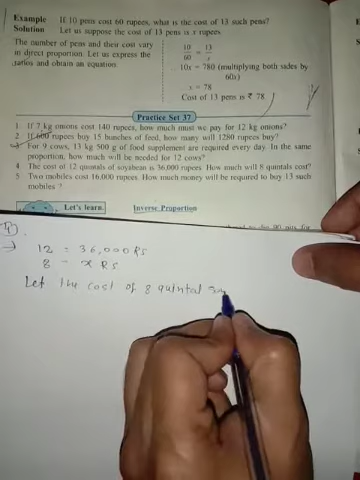 Example If 10 pens cost 60 rupees, what is the cost of 13 such pens?
Solution Let us suppose the cost of 13 pens is x rupees.
The number of pens and their cost vary
in direct proportion. Let us express the
ratios and obtain an equation.
10/60 = 13/x
10x = 780 (multiplying both sides by
60x)
x = 78
Cost of 13 pens is ₹ 78
Practice Set 37
1 If 7 kg onions cost 140 rupees, how much must we pay for 12 kg onions?
2 If 600 rupees buy 15 bunches of feed, how many will 1280 rupees buy?
3 For 9 cows, 13 kg 500 g of food supplement are required every day. In the same
proportion, how much will be needed for 12 cows?
4 The cost of 12 quintals of soyabean is 36,000 rupees. How much will 8 quintals cost?
5 Two mobiles cost 16,000 rupees. How much money will be required to buy 13 such
mobiles ?
Let's learn. Inverse Proportion
4).
→ 12 = 36,000 Rs
8 = x Rs
Let the cost of 8 quintal